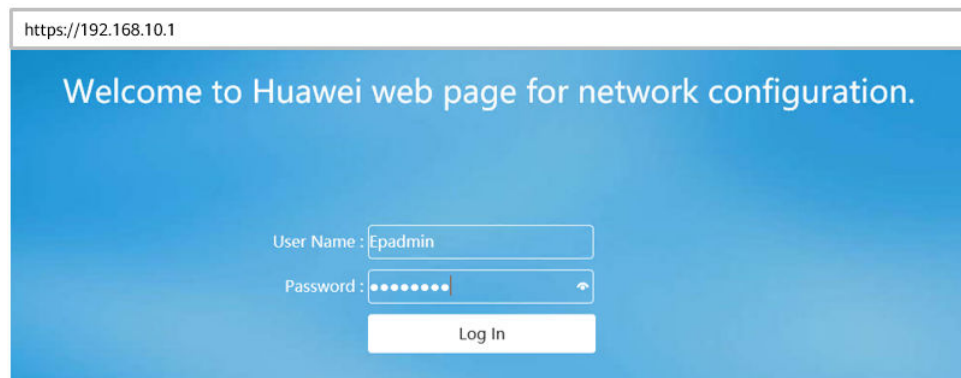 https://192.168.10.1
Welcome to Huawei web page for network configuration.
User Name : Epadmin
Password : ••••••••
Log In